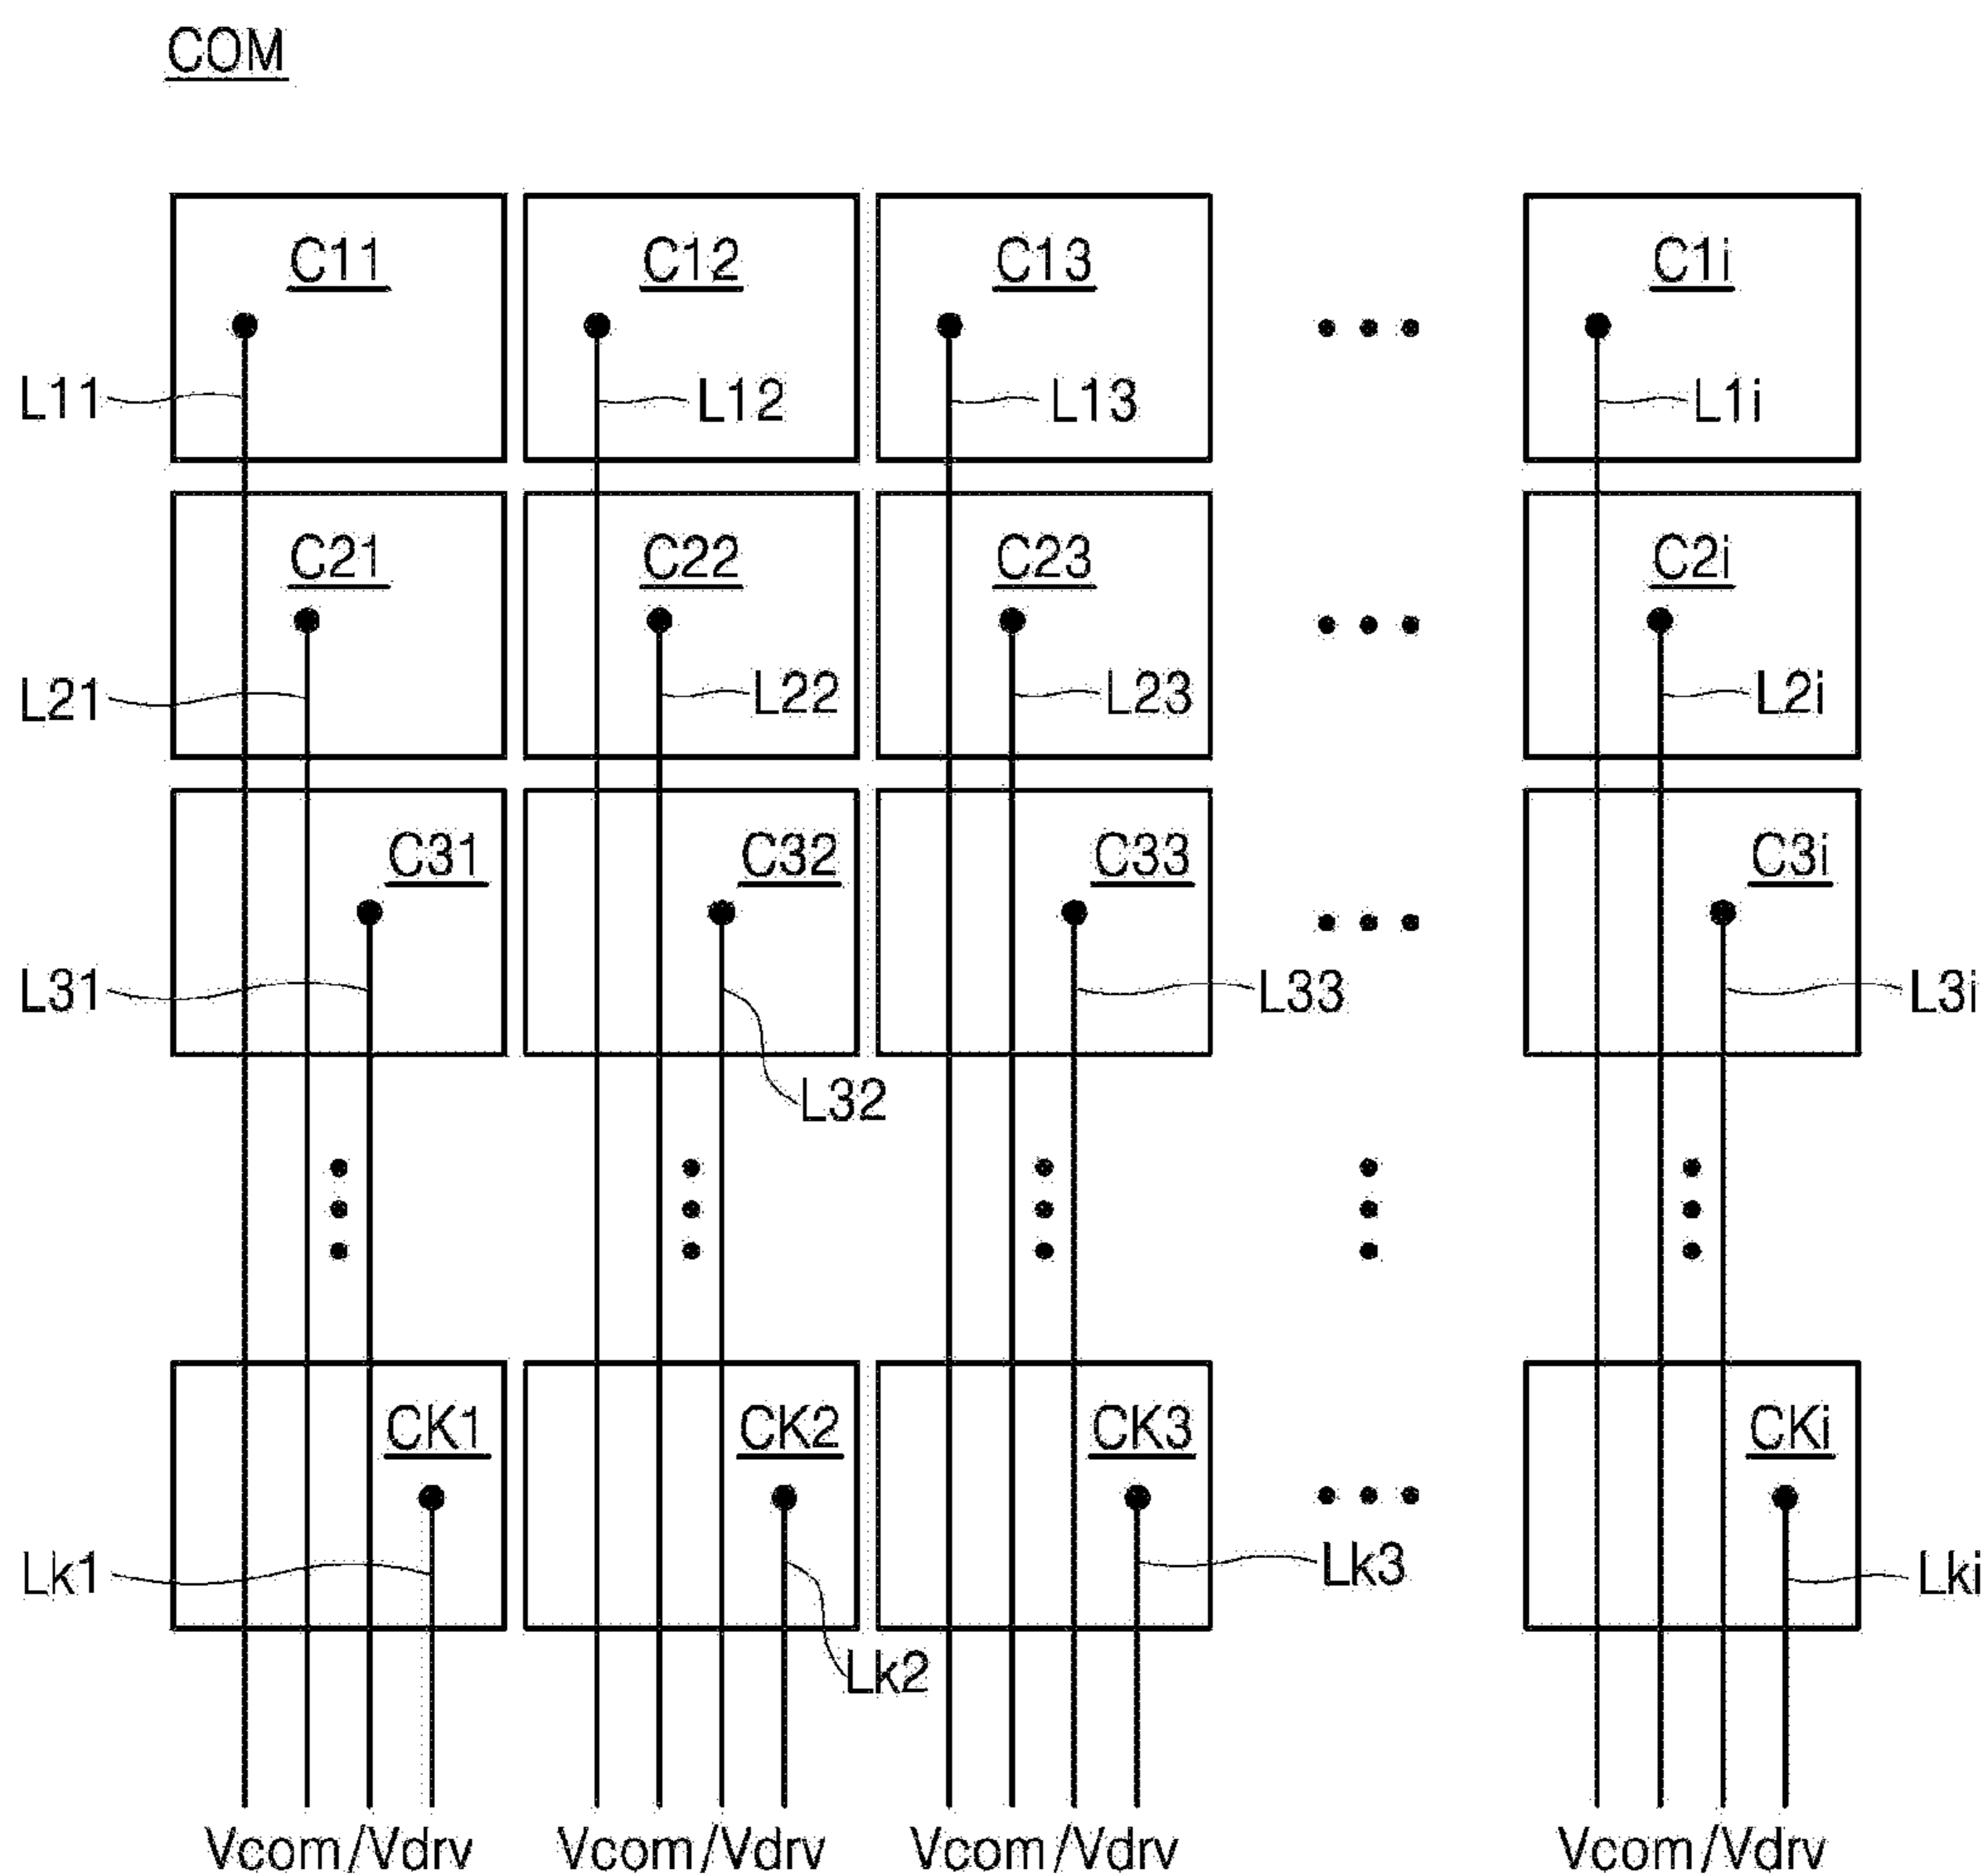 COM
C11 C12 C13 C1i
L11 L12 L13 L1i
C21 C22 C23 C2i
L21 L22 L23 L2i
C31 C32 C33 C3i
L31 L33 L3i
L32
CK1 CK2 CK3 CKi
Lk1 Lk3 Lki
Lk2
Vcom/Vdrv Vcom/Vdrv Vcom/Vdrv Vcom/Vdrv